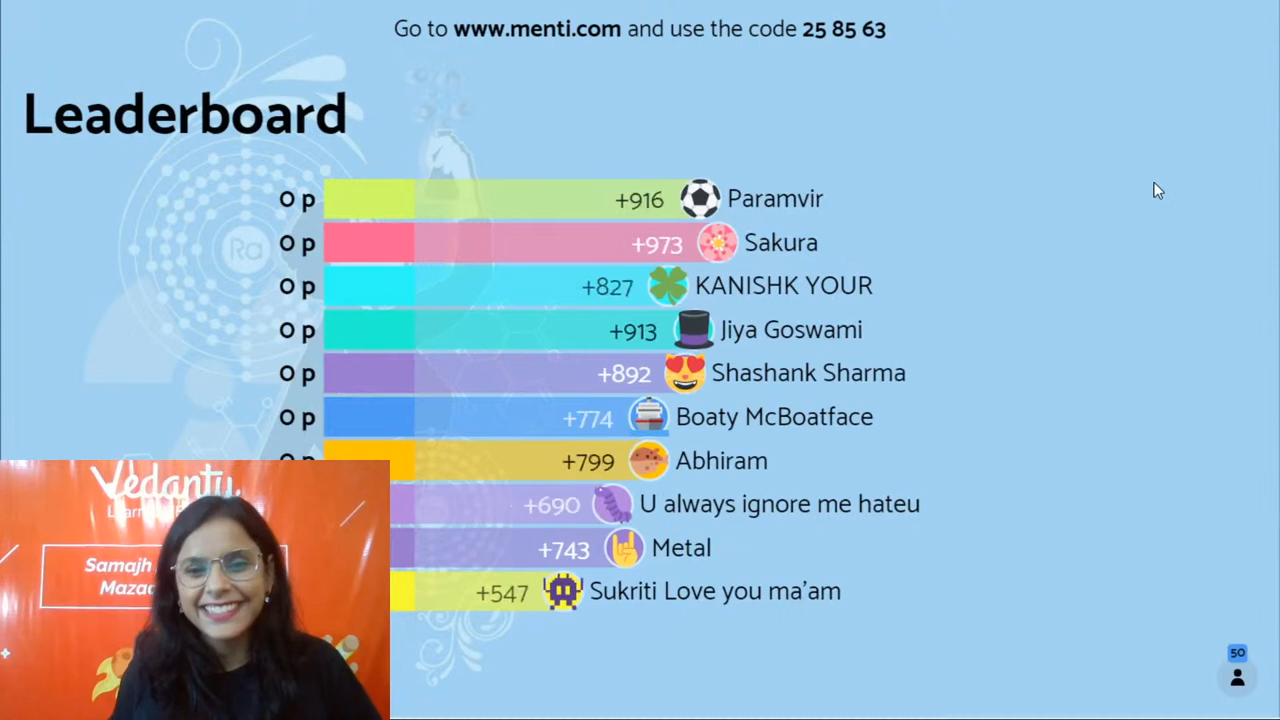 Go to www.menti.com and use the code 25 85 63
Leaderboard
0 p +916 Paramvir
0 p +973 Sakura
0 p +827 KANISHK YOUR
0 p +913 Jiya Goswami
0 p +892 Shashank Sharma
0 p +774 Boaty McBoatface
0 p +799 Abhiram
+690 U always ignore me hateu
+743 Metal
+547 Sukriti Love you ma'am
Ra
Vedantu
Samajh
50